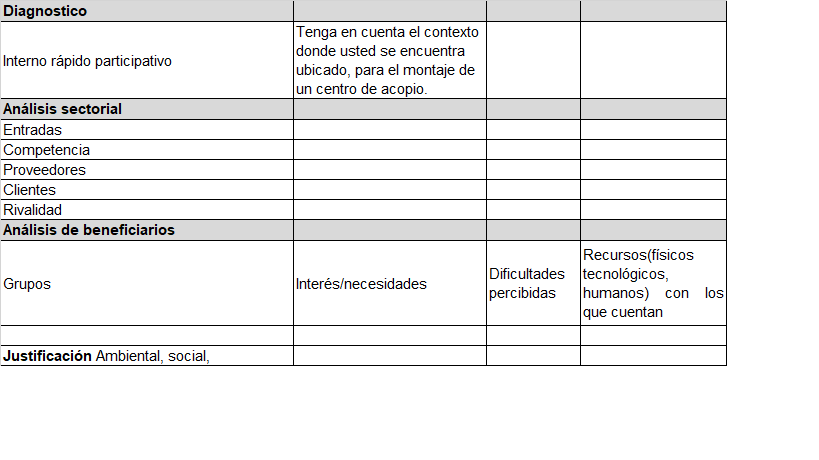 Diagnostico
Interno rápido participativo
Tenga en cuenta el contexto
donde usted se encuentra
ubicado, para el montaje de
un centro de acopio.
Análisis sectorial
Entradas
Competencia
Proveedores
Clientes
Rivalidad
Análisis de beneficiarios
Grupos
Interés/necesidades
Dificultades
percibidas
Recursos(físicos
tecnológicos,
humanos) con los
que cuentan
Justificación Ambiental, social,